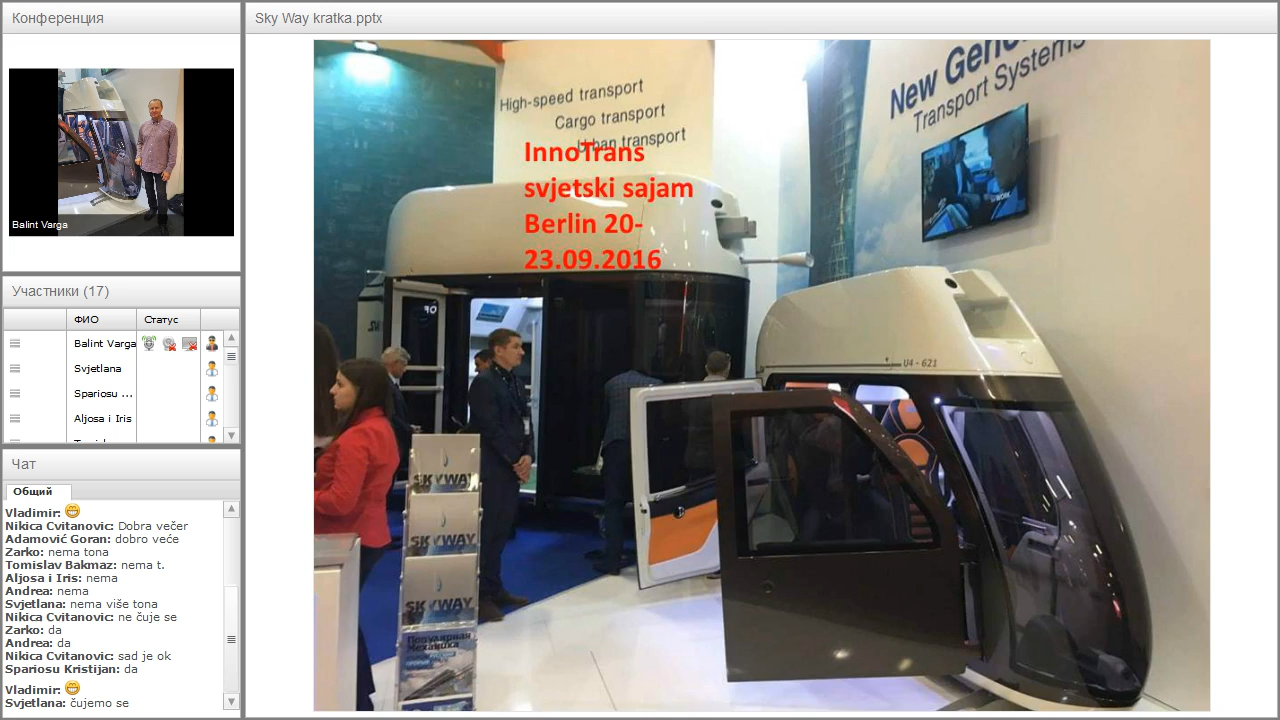 Конференция
Balint Varga
Участники (17)
ФИО
Статус
Balint Varga
Svjetlana
Spariosu ...
Aljosa i Iris
Чат
Общий
Vladimir:
Nikica Cvitanovic: Dobra večer
Adamović Goran: dobro veće
Zarko: nema tona
Tomislav Bakmaz: nema t.
Aljosa i Iris: nema
Andrea: nema
Svjetlana: nema više tona
Nikica Cvitanovic: ne čuje se
Zarko: da
Andrea: da
Nikica Cvitanovic: sad je ok
Spariosu Kristijan: da
Vladimir:
Svjetlana: čujemo se
Sky Way kratka.pptx
High-speed transport
Cargo transport
Urban transport
InnoTrans
svjetski sajam
Berlin 20-
23.09.2016
New
Transport Systems
U4 - 621
SKYWAY
SKYWAY
SKYWAY
Популярная
Механика